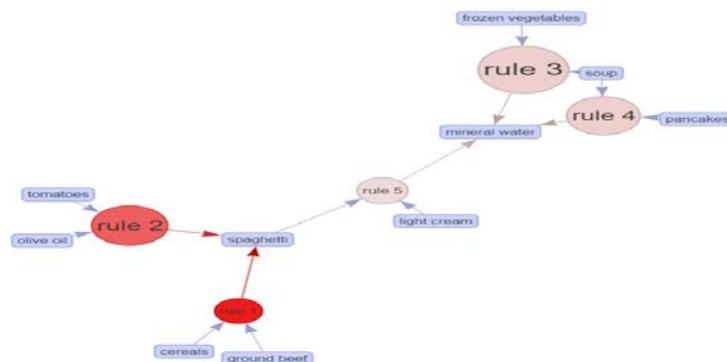 frozen vegetables
rule 3
soup
rule 4
pancakes
mineral water
rule 5
tomatoes
light cream
rule 2
olive oil
spaghetti
rule 1
cereals
ground beef